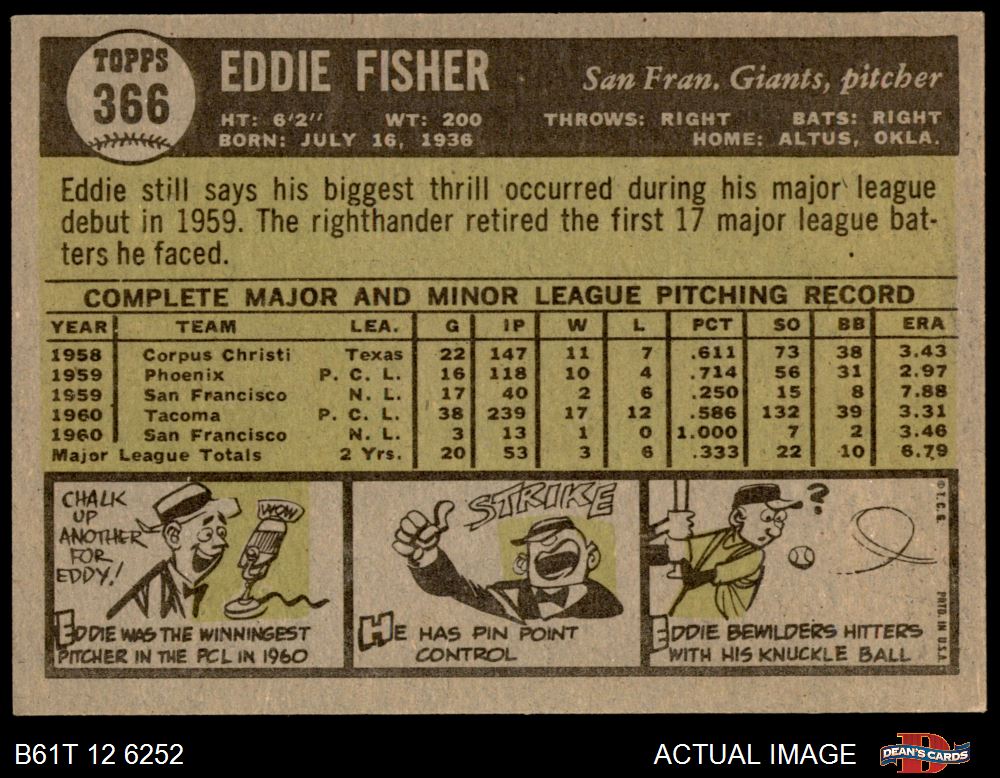 TOPPS
366
EDDIE FISHER
San Fran. Giants, pitcher
HT: 6'2" WT: 200 THROWS: RIGHT BATS: RIGHT
BORN: JULY 16, 1936 HOME: ALTUS, OKLA.
Eddie still says his biggest thrill occurred during his major league
debut in 1959. The righthander retired the first 17 major league bat-
ters he faced.
COMPLETE MAJOR AND MINOR LEAGUE PITCHING RECORD
YEAR TEAM LEA. G IP W L PCT SO BB ERA
1958 Corpus Christi Texas 22 147 11 7 .611 73 38 3.43
1959 Phoenix P. C. L. 16 118 10 4 .714 56 31 2.97
1959 San Francisco N. L. 17 40 2 6 .250 15 8 7.88
1960 Tacoma P. C. L. 38 239 17 12 .586 132 39 3.31
1960 San Francisco N. L. 3 13 1 0 1.000 7 2 3.46
Major League Totals 2 Yrs. 20 53 3 6 .333 22 10 6.79
CHALK
UP
ANOTHER
FOR
EDDY!
WOW
EDDIE WAS THE WINNINGEST
PITCHER IN THE PCL IN 1960
STRIKE
HE HAS PIN POINT
CONTROL
?
EDDIE BEWILDERS HITTERS
WITH HIS KNUCKLE BALL
© T.C.G.
PRTD. IN U.S.A.
B61T 12 6252
ACTUAL IMAGE
DEAN'S CARDS